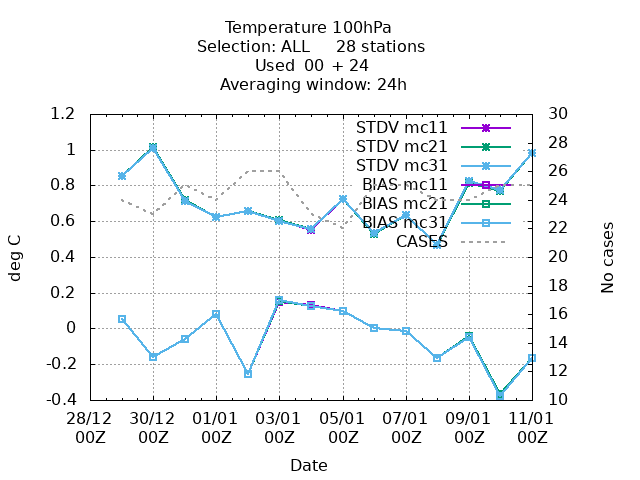 Temperature 100hPa
Selection: ALL     28 stations
Used  00  + 24
Averaging window: 24h
1.2
1
0.8
0.6
0.4
0.2
0
-0.2
-0.4
30
28
26
24
22
20
18
16
14
12
10
STDV mc11
STDV mc21
STDV mc31
BIAS mc11
BIAS mc21
BIAS mc31
CASES
deg C
No cases
28/12 30/12 01/01 03/01 05/01 07/01 09/01 11/01
00Z 00Z 00Z 00Z 00Z 00Z 00Z 00Z
Date